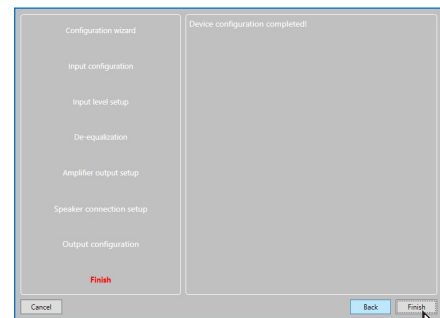 Configuration wizard
Device configuration completed!
Input configuration
Input level setup
De-equalization
Amplifier output setup
Speaker connection setup
Output configuration
Finish
Cancel
Back
Finish